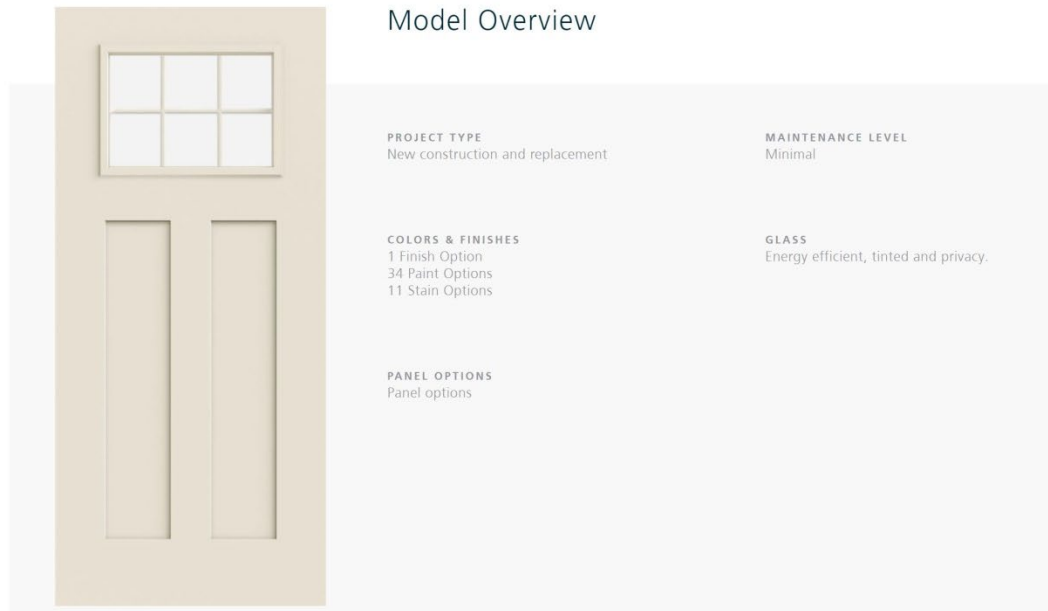 Model Overview
PROJECT TYPE
New construction and replacement
MAINTENANCE LEVEL
Minimal
COLORS & FINISHES
1 Finish Option
34 Paint Options
11 Stain Options
GLASS
Energy efficient, tinted and privacy.
PANEL OPTIONS
Panel options